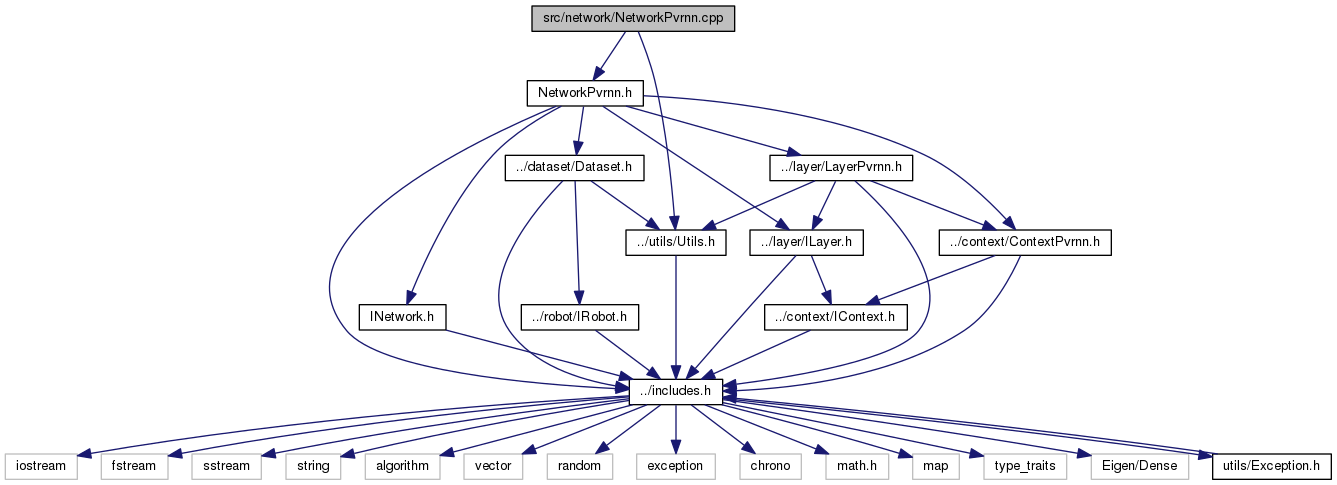 src/network/NetworkPvrnn.cpp
NetworkPvrnn.h
../dataset/Dataset.h
../layer/LayerPvrnn.h
../utils/Utils.h
../layer/ILayer.h
../context/ContextPvrnn.h
INetwork.h
../robot/IRobot.h
../context/IContext.h
../includes.h
iostream
fstream
sstream
string
algorithm
vector
random
exception
chrono
math.h
map
type_traits
Eigen/Dense
utils/Exception.h